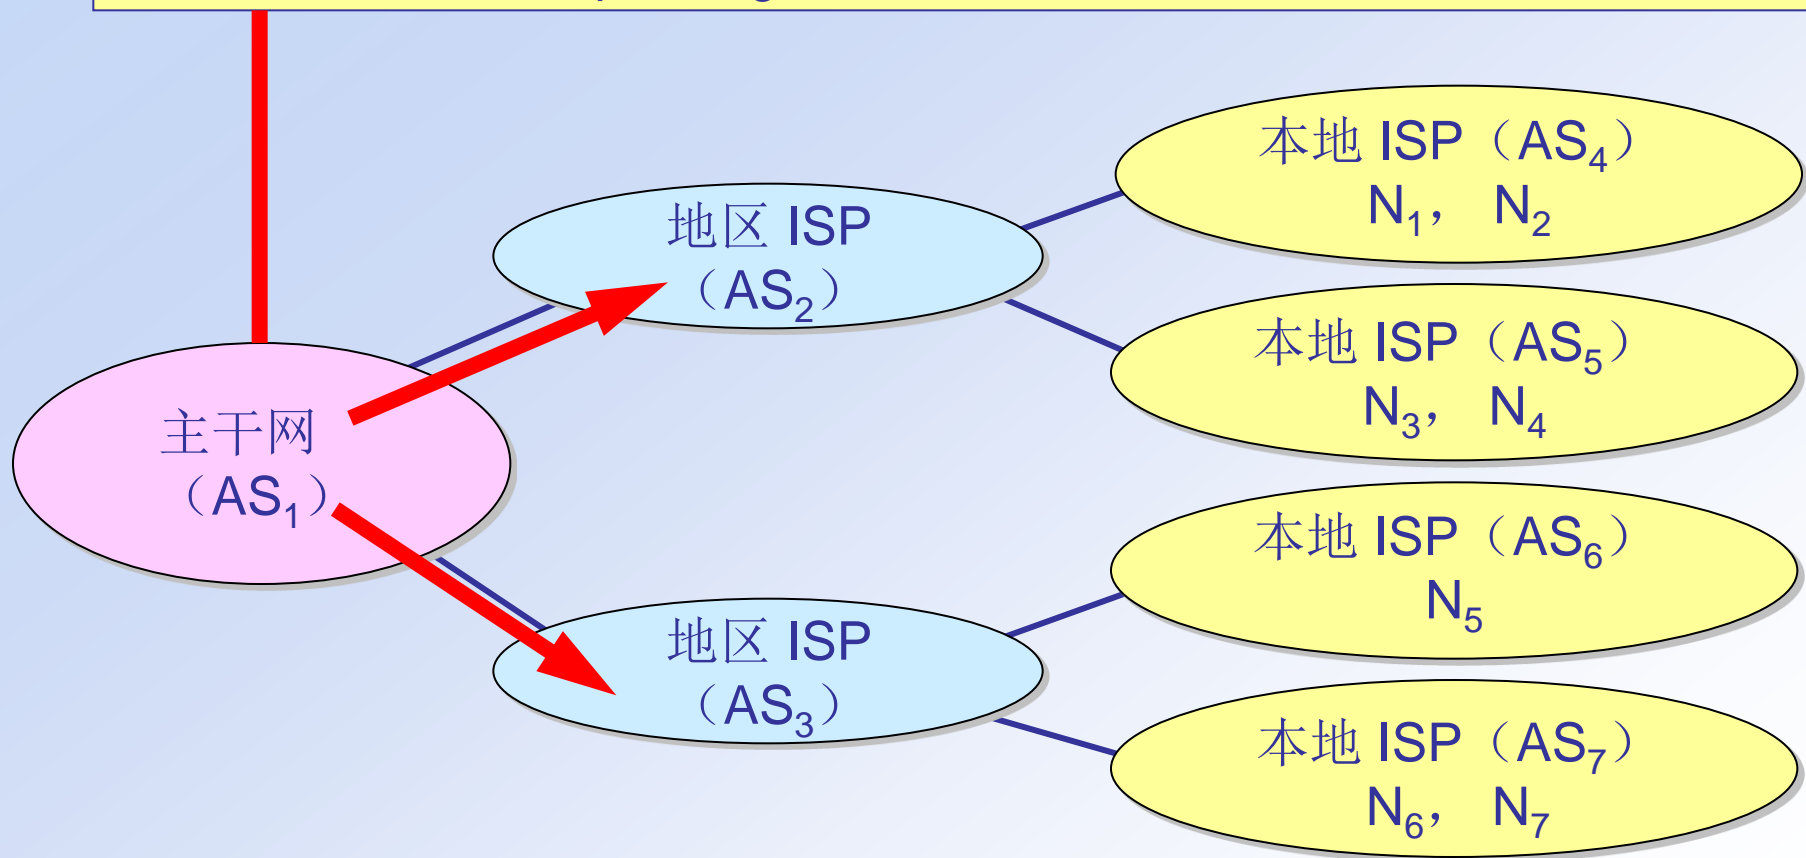 地区 ISP
（AS₂）
本地 ISP（AS₄）
N₁， N₂
本地 ISP（AS₅）
N₃， N₄
主干网
（AS₁）
地区 ISP
（AS₃）
本地 ISP（AS₆）
N₅
本地 ISP（AS₇）
N₆， N₇